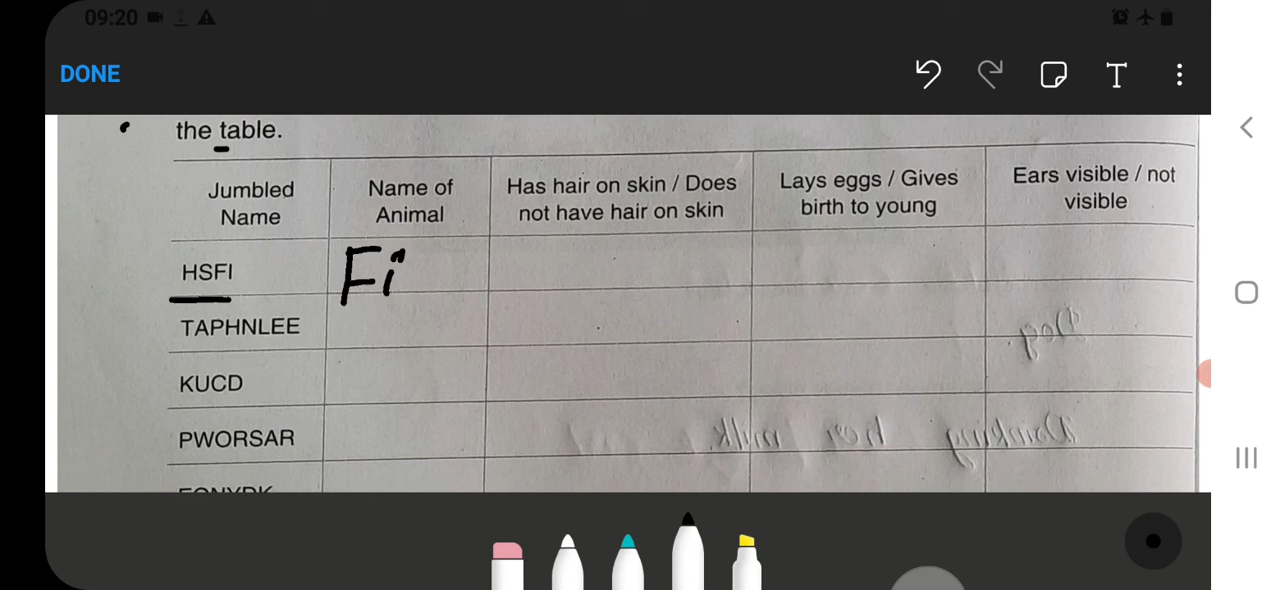 09:20
DONE
T
the table.
Jumbled Name
Name of Animal
Has hair on skin / Does not have hair on skin
Lays eggs / Gives birth to young
Ears visible / not visible
HSFI
Fi
TAPHNLEE
KUCD
PWORSAR